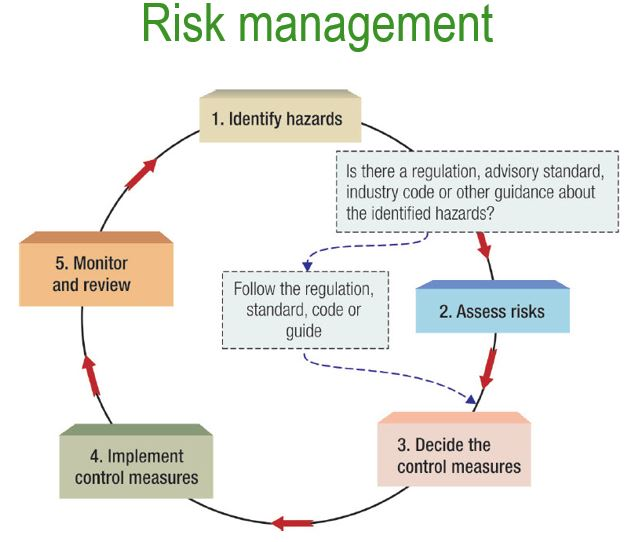 Risk management
1. Identify hazards
Is there a regulation, advisory standard,
industry code or other guidance about
the identified hazards?
Follow the regulation,
standard, code or
guide
2. Assess risks
3. Decide the
control measures
4. Implement
control measures
5. Monitor
and review